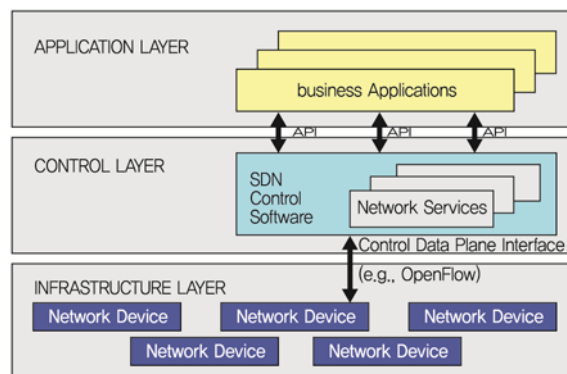 APPLICATION LAYER
business Applications
API
API
API
CONTROL LAYER
SDN
Control
Software
Network Services
Control Data Plane Interface
(e.g., OpenFlow)
INFRASTRUCTURE LAYER
Network Device
Network Device
Network Device
Network Device
Network Device